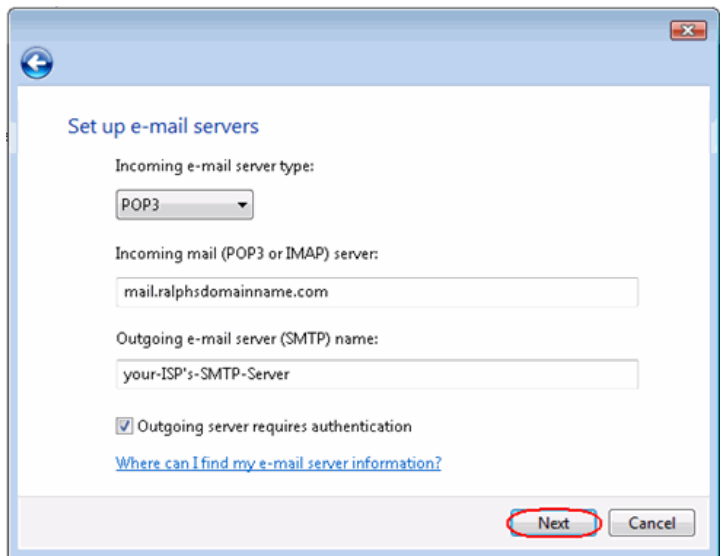 Set up e-mail servers
Incoming e-mail server type:
POP3
Incoming mail (POP3 or IMAP) server:
mail.ralphsdomainname.com
Outgoing e-mail server (SMTP) name:
your-ISP's-SMTP-Server
Outgoing server requires authentication
Where can I find my e-mail server information?
Next Cancel